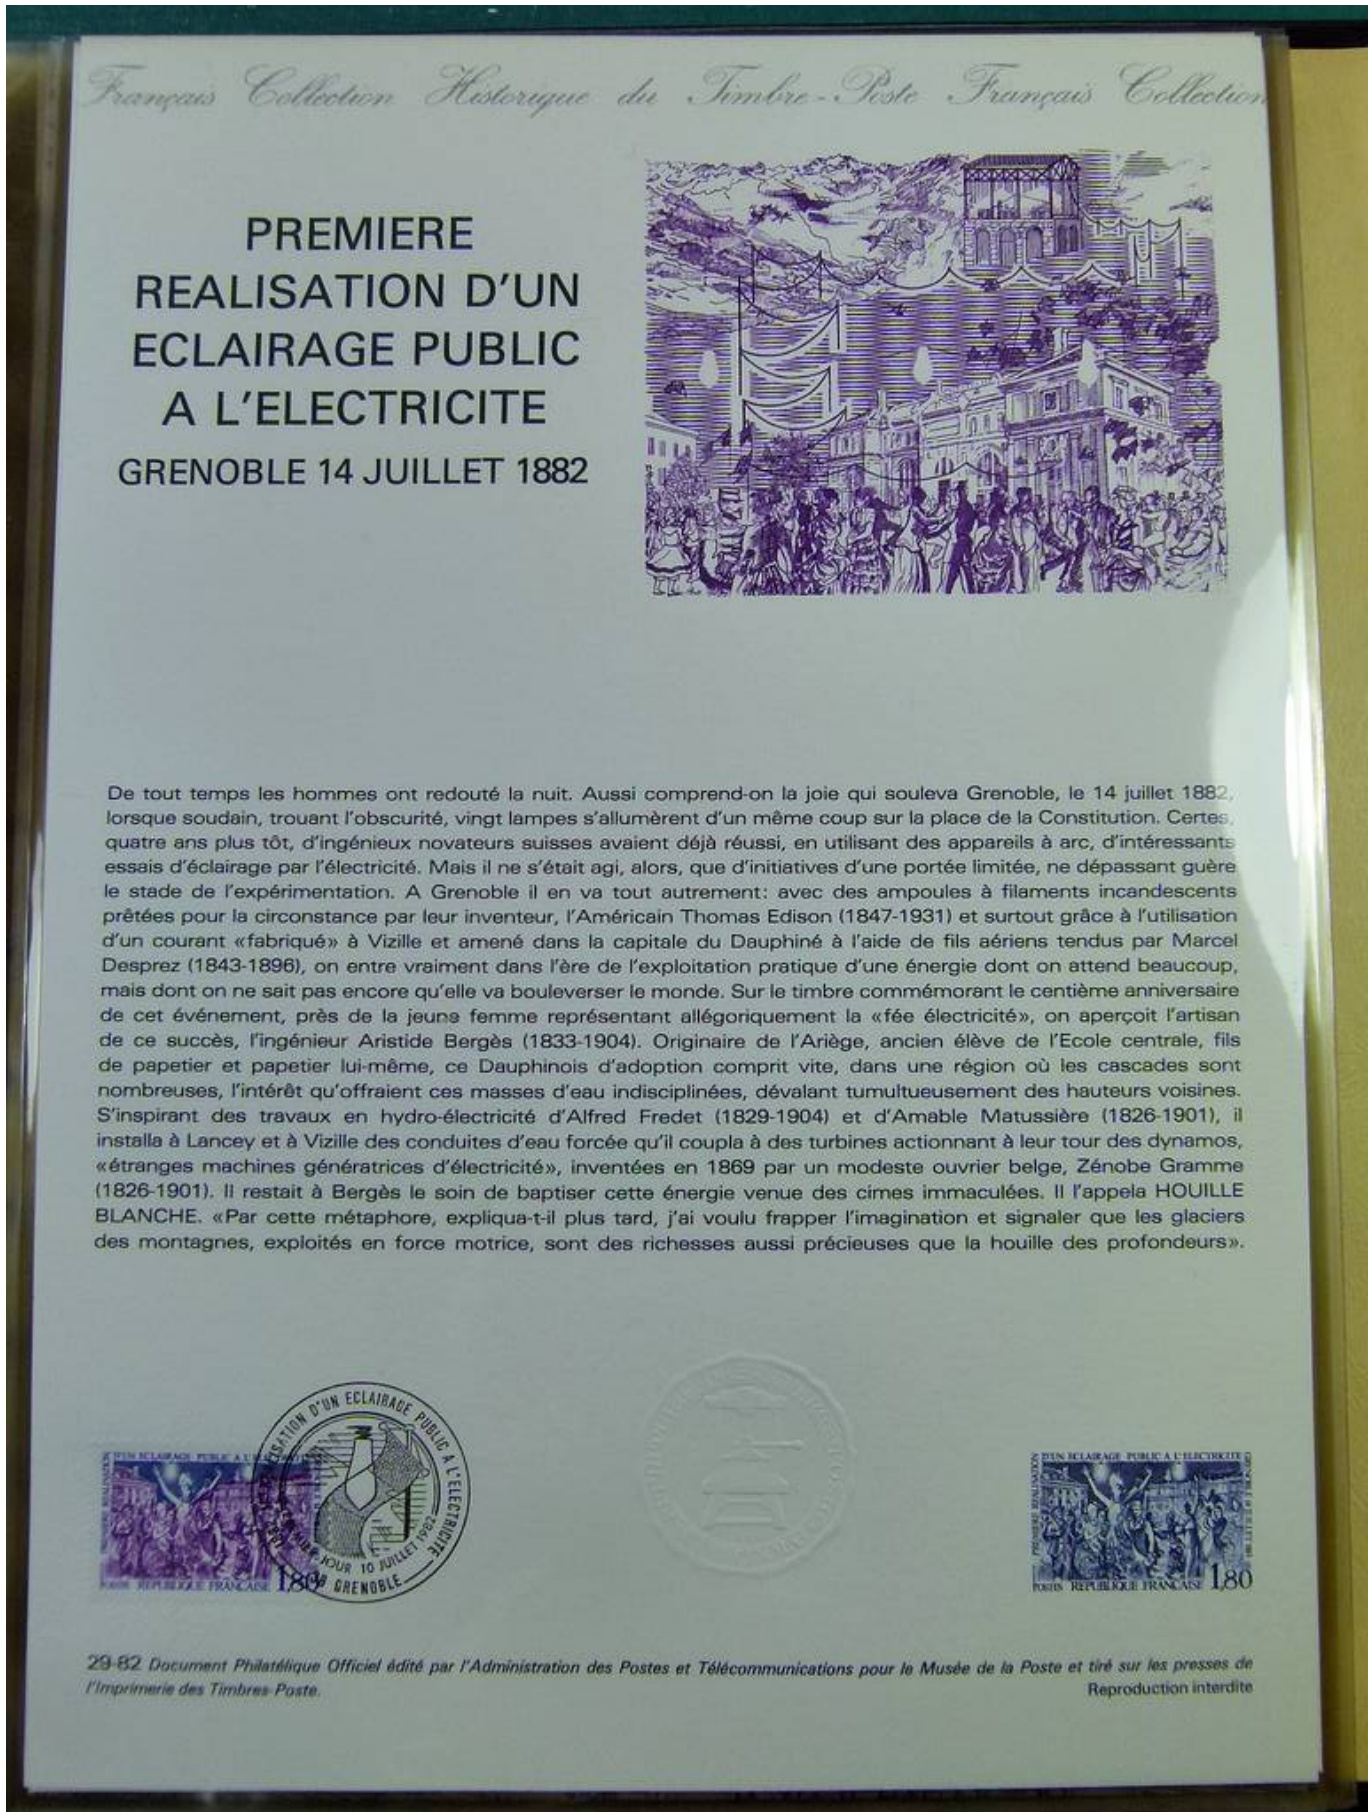 Français Collection Historique du Timbre-Poste Français Collection
PREMIERE
REALISATION D'UN
ECLAIRAGE PUBLIC
A L'ELECTRICITE
GRENOBLE 14 JUILLET 1882
De tout temps les hommes ont redouté la nuit. Aussi comprend-on la joie qui souleva Grenoble, le 14 juillet 1882,
lorsque soudain, trouant l'obscurité, vingt lampes s'allumèrent d'un même coup sur la place de la Constitution. Certes,
quatre ans plus tôt, d'ingénieux novateurs suisses avaient déjà réussi, en utilisant des appareils à arc, d'intéressants
essais d'éclairage par l'électricité. Mais il ne s'était agi, alors, que d'initiatives d'une portée limitée, ne dépassant guère
le stade de l'expérimentation. A Grenoble il en va tout autrement: avec des ampoules à filaments incandescents
prêtées pour la circonstance par leur inventeur, l'Américain Thomas Edison (1847-1931) et surtout grâce à l'utilisation
d'un courant «fabriqué» à Vizille et amené dans la capitale du Dauphiné à l'aide de fils aériens tendus par Marcel
Desprez (1843-1896), on entre vraiment dans l'ère de l'exploitation pratique d'une énergie dont on attend beaucoup,
mais dont on ne sait pas encore qu'elle va bouleverser le monde. Sur le timbre commémorant le centième anniversaire
de cet événement, près de la jeune femme représentant allégoriquement la «fée électricité», on aperçoit l'artisan
de ce succès, l'ingénieur Aristide Bergès (1833-1904). Originaire de l'Ariège, ancien élève de l'Ecole centrale, fils
de papetier et papetier lui-même, ce Dauphinois d'adoption comprit vite, dans une région où les cascades sont
nombreuses, l'intérêt qu'offraient ces masses d'eau indisciplinées, dévalant tumultueusement des hauteurs voisines.
S'inspirant des travaux en hydro-électricité d'Alfred Fredet (1829-1904) et d'Amable Matussière (1826-1901), il
installa à Lancey et à Vizille des conduites d'eau forcée qu'il coupla à des turbines actionnant à leur tour des dynamos,
«étranges machines génératrices d'électricité», inventées en 1869 par un modeste ouvrier belge, Zénobe Gramme
(1826-1901). Il restait à Bergès le soin de baptiser cette énergie venue des cimes immaculées. Il l'appela HOUILLE
BLANCHE. «Par cette métaphore, expliqua-t-il plus tard, j'ai voulu frapper l'imagination et signaler que les glaciers
des montagnes, exploités en force motrice, sont des richesses aussi précieuses que la houille des profondeurs».
D'UN ECLAIRAGE PUBLIC A L'ELECTRICITE
JOUR 10 JUILLET 1982
38 GRENOBLE
D'UN ECLAIRAGE PUBLIC A
POSTES REPUBLIQUE FRANÇAISE 1,80
PREMIERE REALISATION
D'UN ECLAIRAGE PUBLIC A L'ELECTRICITE
POSTES REPUBLIQUE FRANÇAISE 1,80
29-82 Document Philatélique Officiel édité par l'Administration des Postes et Télécommunications pour le Musée de la Poste et tiré sur les presses de
l'Imprimerie des Timbres-Poste.
Reproduction interdite